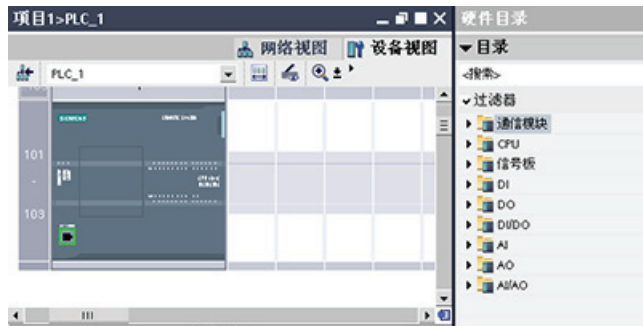 项目1>PLC_1
网络视图 设备视图
PLC_1
101
-
103
SIEMENS
硬件目录
目录
<搜索>
过滤器
通信模块
CPU
信号板
DI
DO
DI/DO
AI
AO
AI/AO